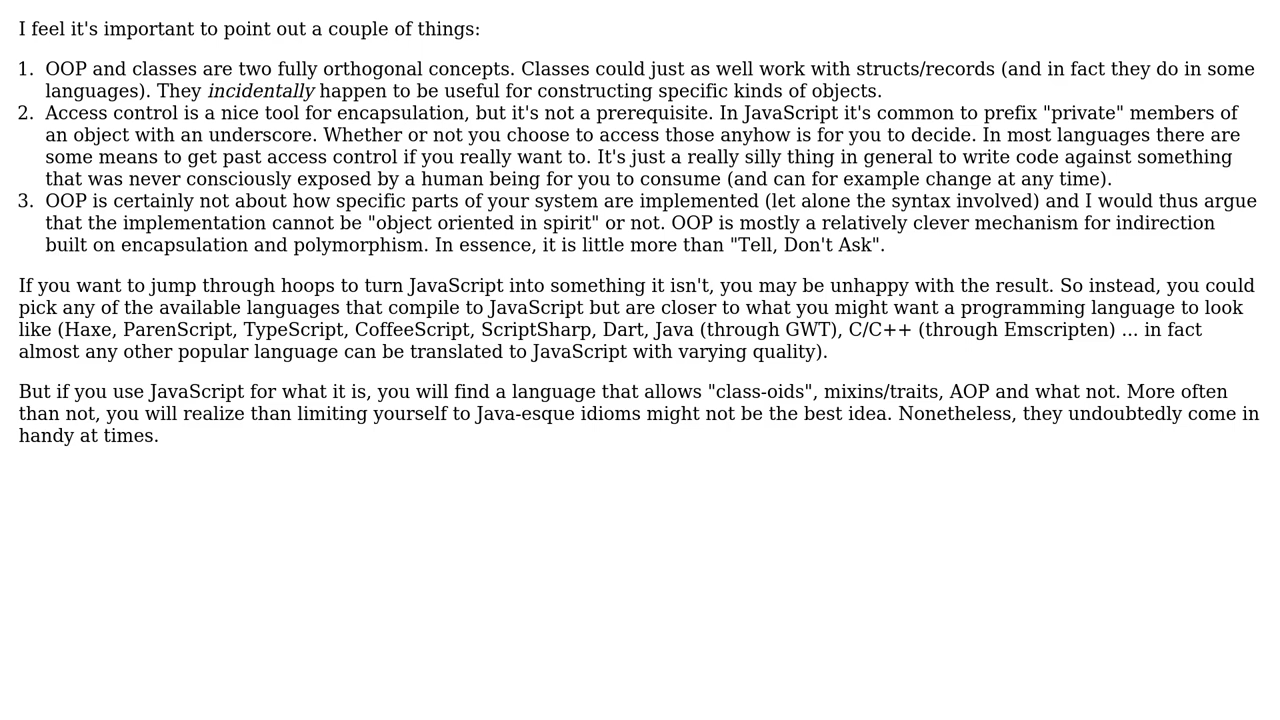 I feel it's important to point out a couple of things:
1. OOP and classes are two fully orthogonal concepts. Classes could just as well work with structs/records (and in fact they do in some
languages). They incidentally happen to be useful for constructing specific kinds of objects.
2. Access control is a nice tool for encapsulation, but it's not a prerequisite. In JavaScript it's common to prefix "private" members of
an object with an underscore. Whether or not you choose to access those anyhow is for you to decide. In most languages there are
some means to get past access control if you really want to. It's just a really silly thing in general to write code against something
that was never consciously exposed by a human being for you to consume (and can for example change at any time).
3. OOP is certainly not about how specific parts of your system are implemented (let alone the syntax involved) and I would thus argue
that the implementation cannot be "object oriented in spirit" or not. OOP is mostly a relatively clever mechanism for indirection
built on encapsulation and polymorphism. In essence, it is little more than "Tell, Don't Ask".
If you want to jump through hoops to turn JavaScript into something it isn't, you may be unhappy with the result. So instead, you could
pick any of the available languages that compile to JavaScript but are closer to what you might want a programming language to look
like (Haxe, ParenScript, TypeScript, CoffeeScript, ScriptSharp, Dart, Java (through GWT), C/C++ (through Emscripten) ... in fact
almost any other popular language can be translated to JavaScript with varying quality).
But if you use JavaScript for what it is, you will find a language that allows "class-oids", mixins/traits, AOP and what not. More often
than not, you will realize than limiting yourself to Java-esque idioms might not be the best idea. Nonetheless, they undoubtedly come in
handy at times.